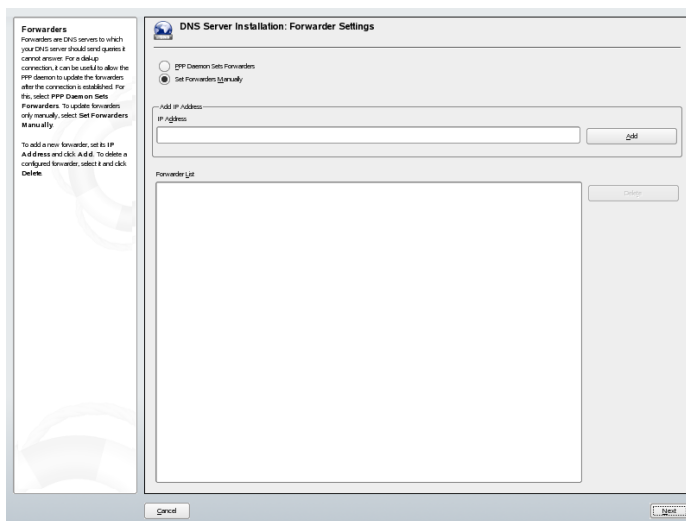 Forwarders
Forwarders are DNS servers to which
your DNS server should send queries it
cannot answer. For a dial-up
connection, it can be useful to allow the
PPP daemon to update the forwarders
after the connection is established. For
this, select PPP Daemon Sets
Forwarders. To update forwarders
only manually, select Set Forwarders
Manually.
To add a new forwarder, set its IP
Address and click Add. To delete a
configured forwarder, select it and click
Delete.
DNS Server Installation: Forwarder Settings
PPP Daemon Sets Forwarders
Set Forwarders Manually
Add IP Address
IP Address
Add
Forwarder List
Delete
Cancel
Next